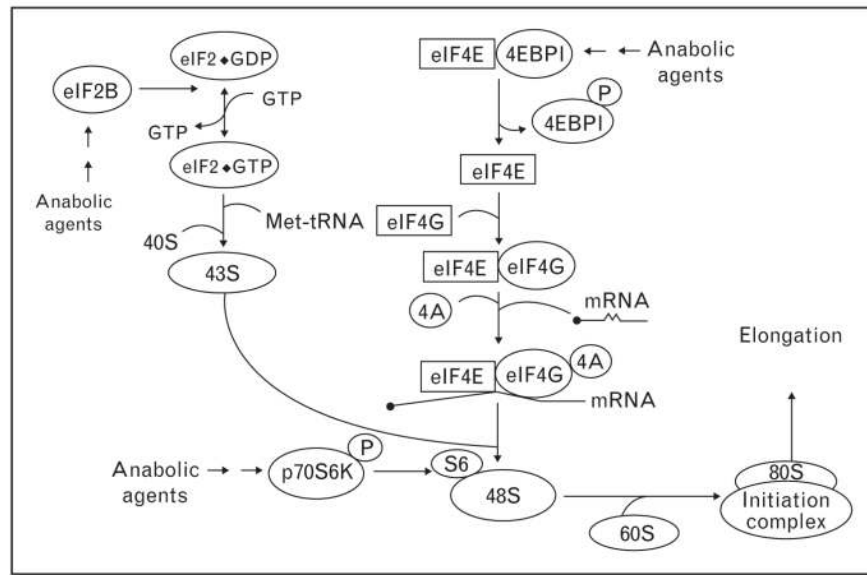 eIF2◆GDP
eIF2B
GTP
GTP
eIF2◆GTP
Anabolic
agents
Met-tRNA
40S
43S
eIF4E
4EBPI
Anabolic
agents
P
4EBPI
eIF4E
eIF4G
eIF4E
eIF4G
4A
mRNA
eIF4E
eIF4G
4A
mRNA
Elongation
Anabolic
agents
p70S6K
P
S6
48S
60S
80S
Initiation
complex